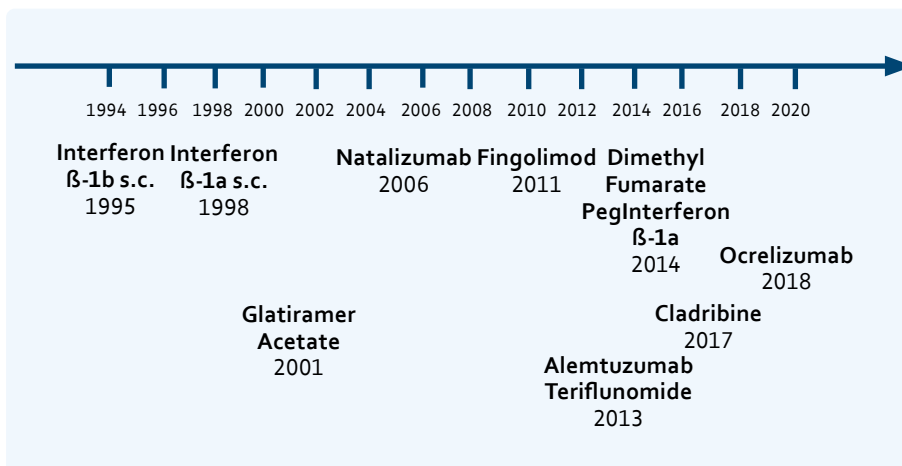 1994 1996 1998 2000 2002 2004 2006 2008 2010 2012 2014 2016 2018 2020
Interferon
ß-1b s.c.
1995
Interferon
ß-1a s.c.
1998
Natalizumab
2006
Fingolimod
2011
Dimethyl
Fumarate
PegInterferon
ß-1a
2014
Ocrelizumab
2018
Glatiramer
Acetate
2001
Cladribine
2017
Alemtuzumab
Teriflunomide
2013